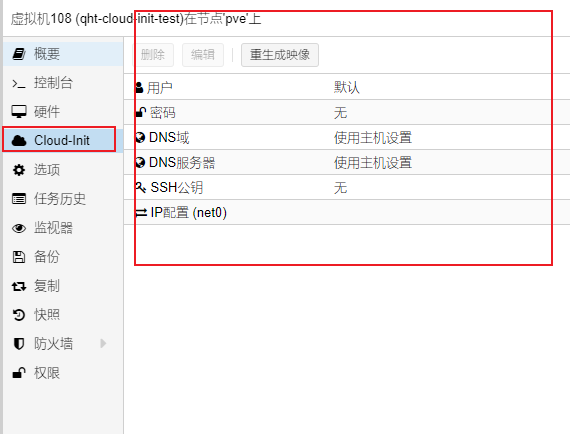 虚拟机108 (qht-cloud-init-test)在节点'pve'上
概要
控制台
硬件
Cloud-Init
选项
任务历史
监视器
备份
复制
快照
防火墙
权限
删除 编辑 重生成映像
用户 默认
密码 无
DNS域 使用主机设置
DNS服务器 使用主机设置
SSH公钥 无
IP配置 (net0)